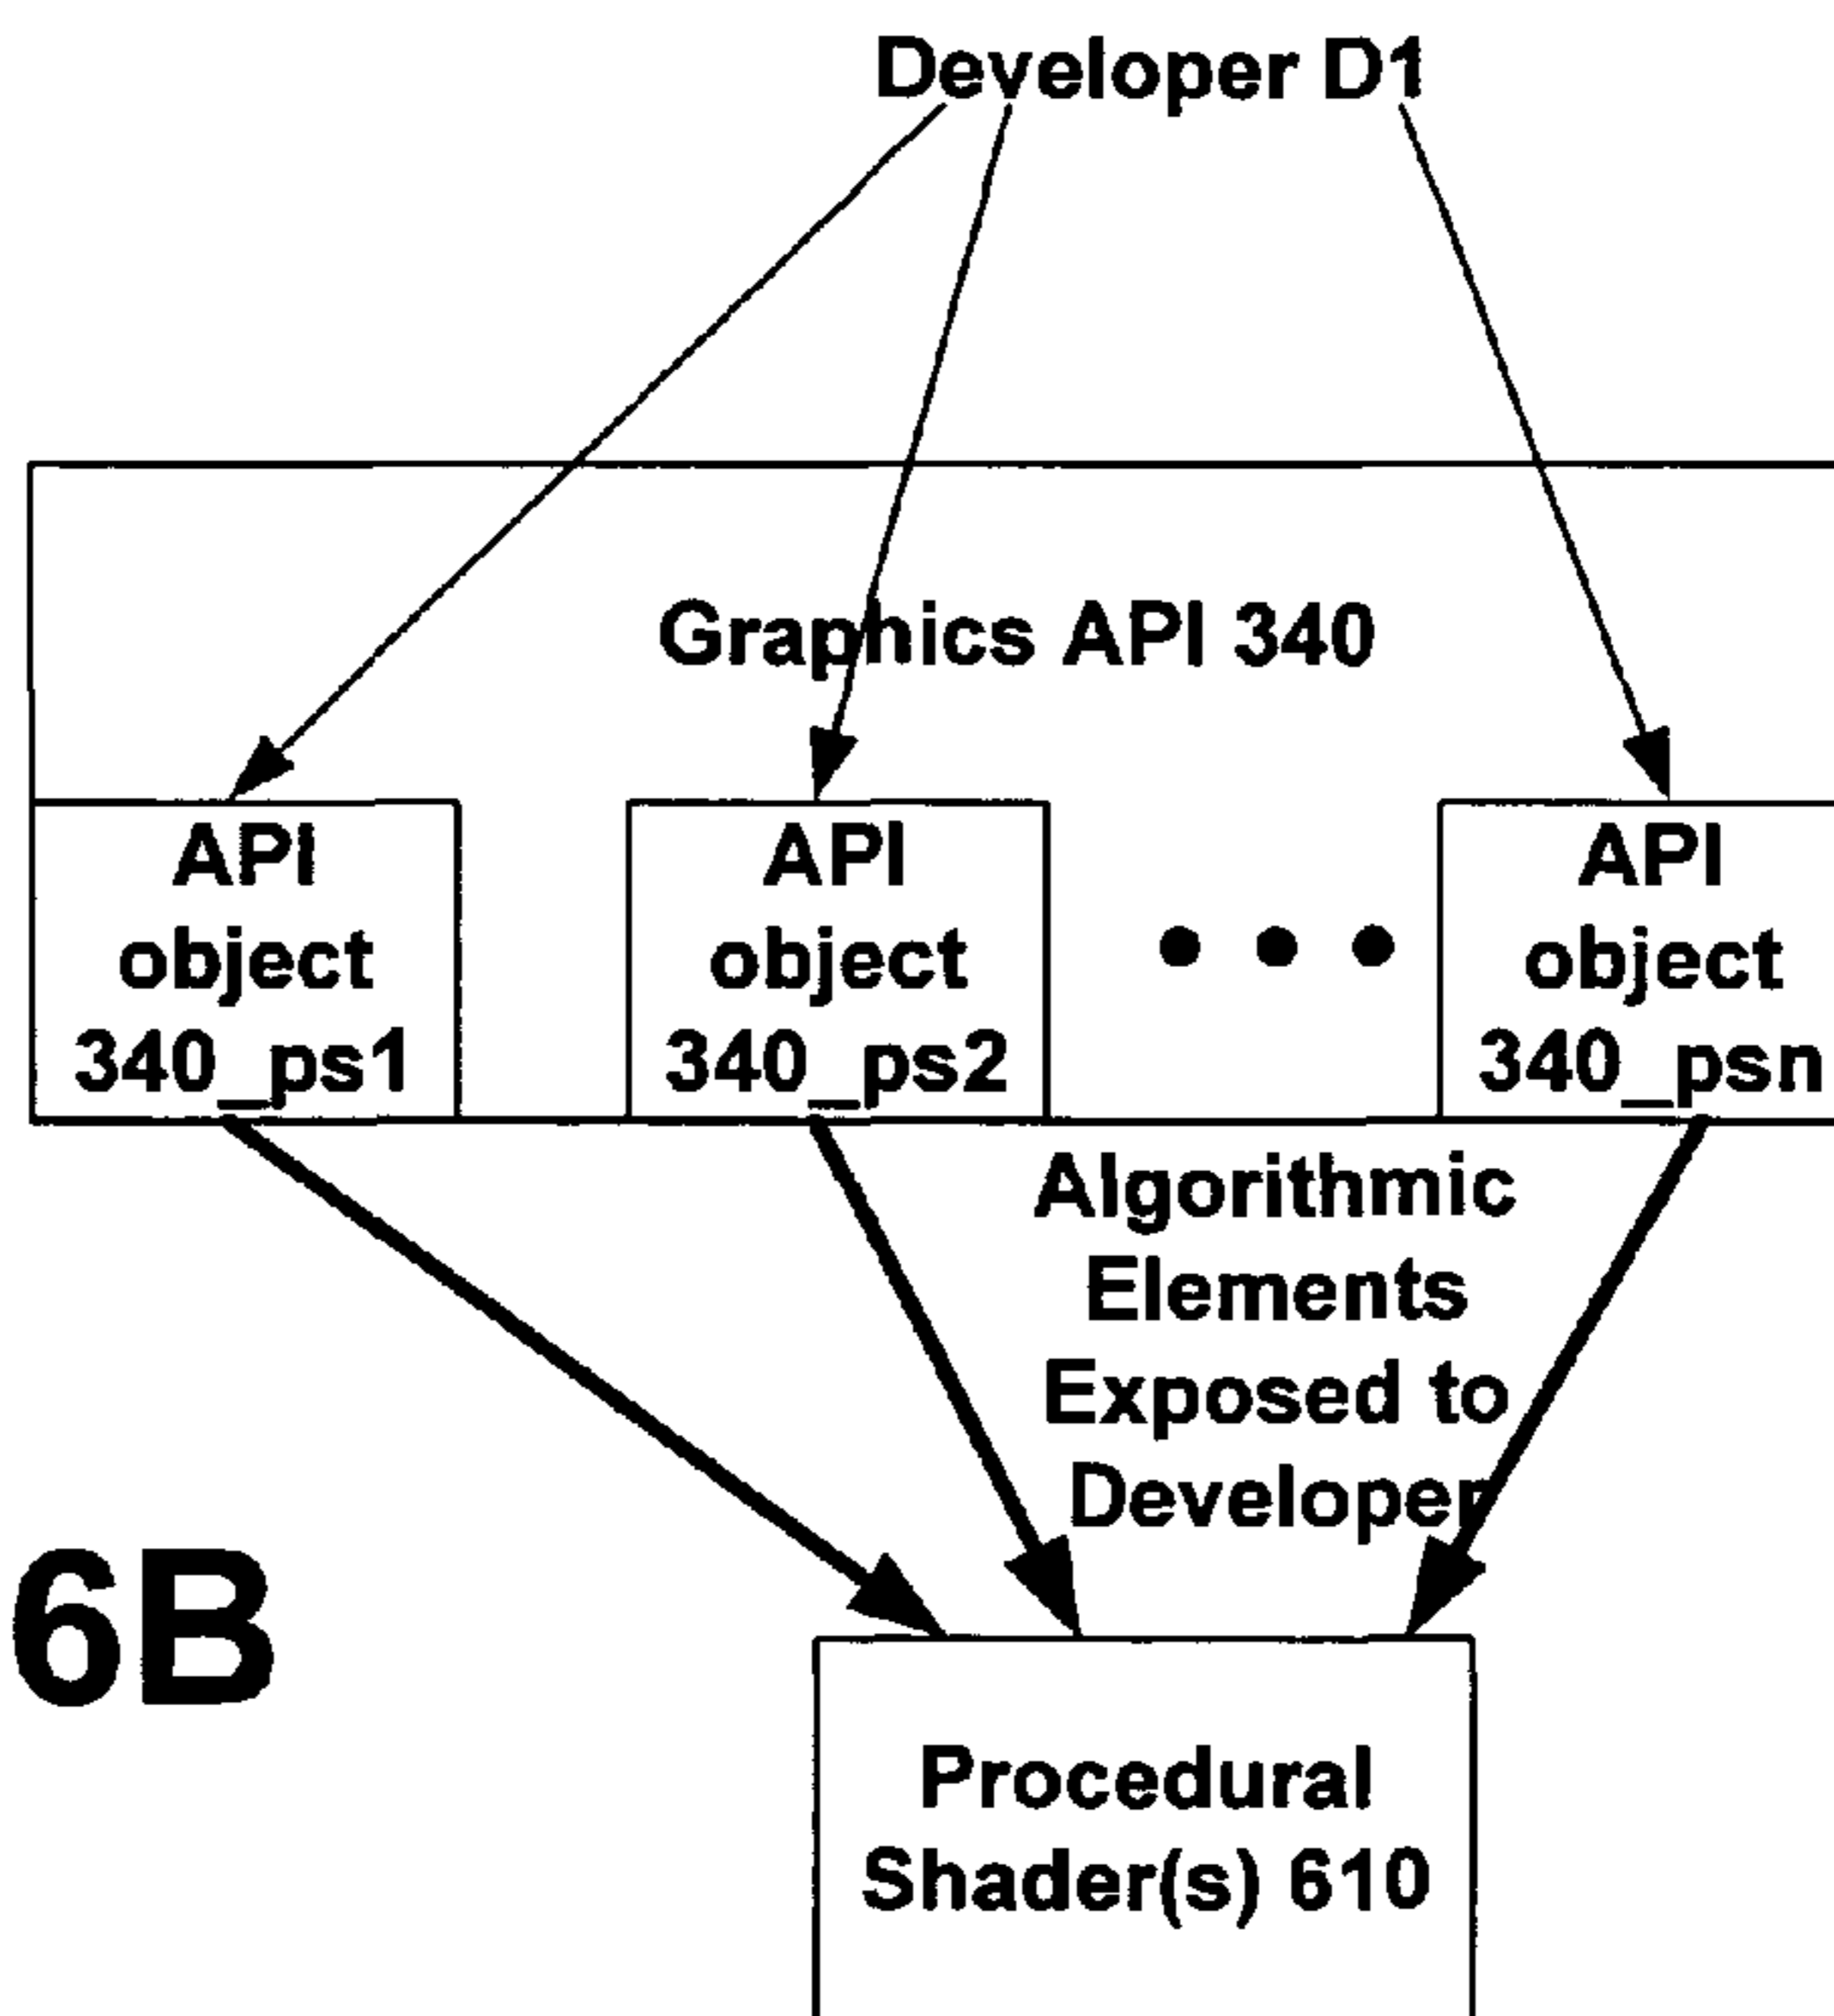 Developer D1
Graphics API 340
API
object
340_ps1
API
object
340_ps2
API
object
340_psn
Algorithmic
Elements
Exposed to
Developer
6B
Procedural
Shader(s) 610